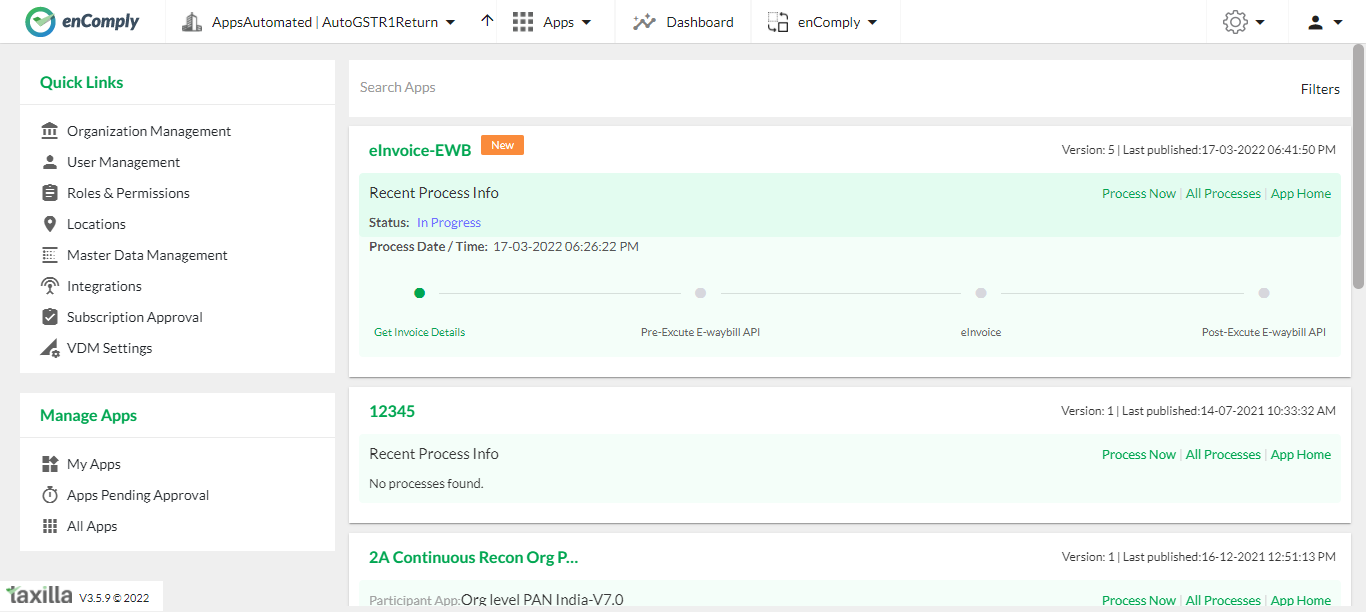 enComply
AppsAutomated | AutoGSTR1Return
Apps
Dashboard
enComply
Quick Links
Organization Management
User Management
Roles & Permissions
Locations
Master Data Management
Integrations
Subscription Approval
VDM Settings
Manage Apps
My Apps
Apps Pending Approval
All Apps
taxilla V3.5.9 © 2022
Search Apps
Filters
eInvoice-EWB New Version: 5 | Last published:17-03-2022 06:41:50 PM
Recent Process Info Process Now | All Processes | App Home
Status: In Progress
Process Date / Time: 17-03-2022 06:26:22 PM
Get Invoice Details Pre-Excute E-waybill API eInvoice Post-Excute E-waybill API
12345 Version: 1 | Last published:14-07-2021 10:33:32 AM
Recent Process Info Process Now | All Processes | App Home
No processes found.
2A Continuous Recon Org P... Version: 1 | Last published:16-12-2021 12:51:13 PM
Participant App:Org level PAN India-V7.0 Process Now | All Processes | App Home